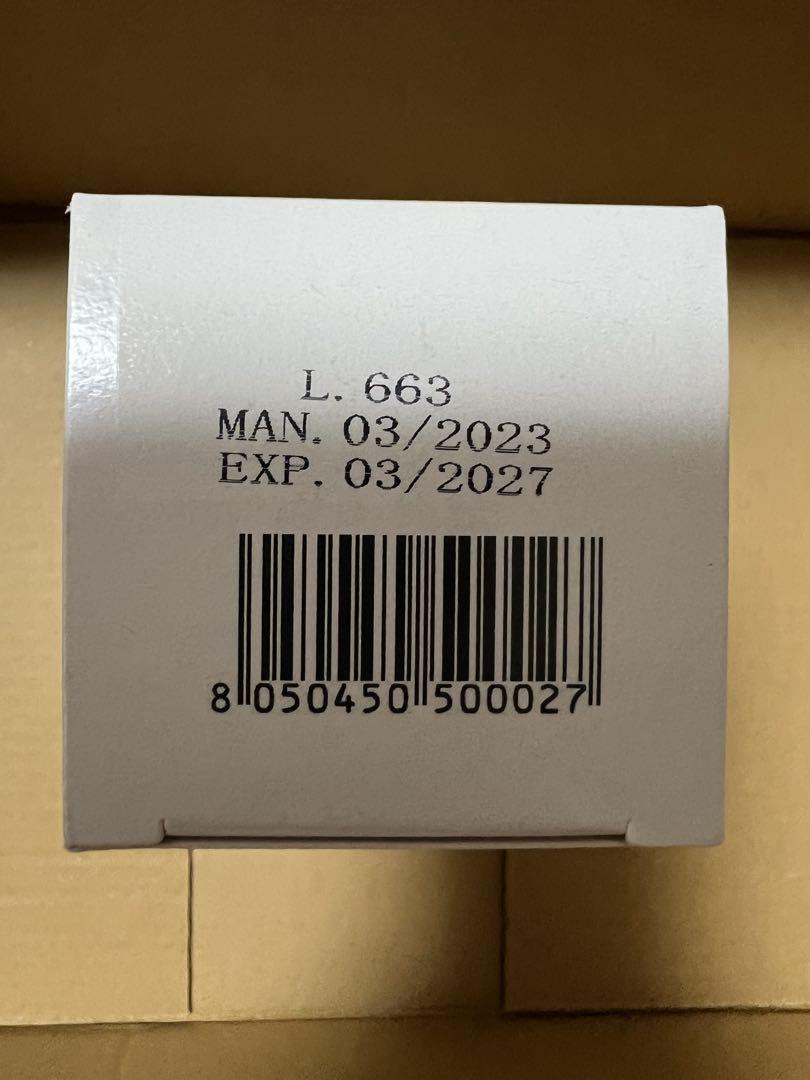 L. 663
MAN. 03/2023
EXP. 03/2027
8 050450 500027